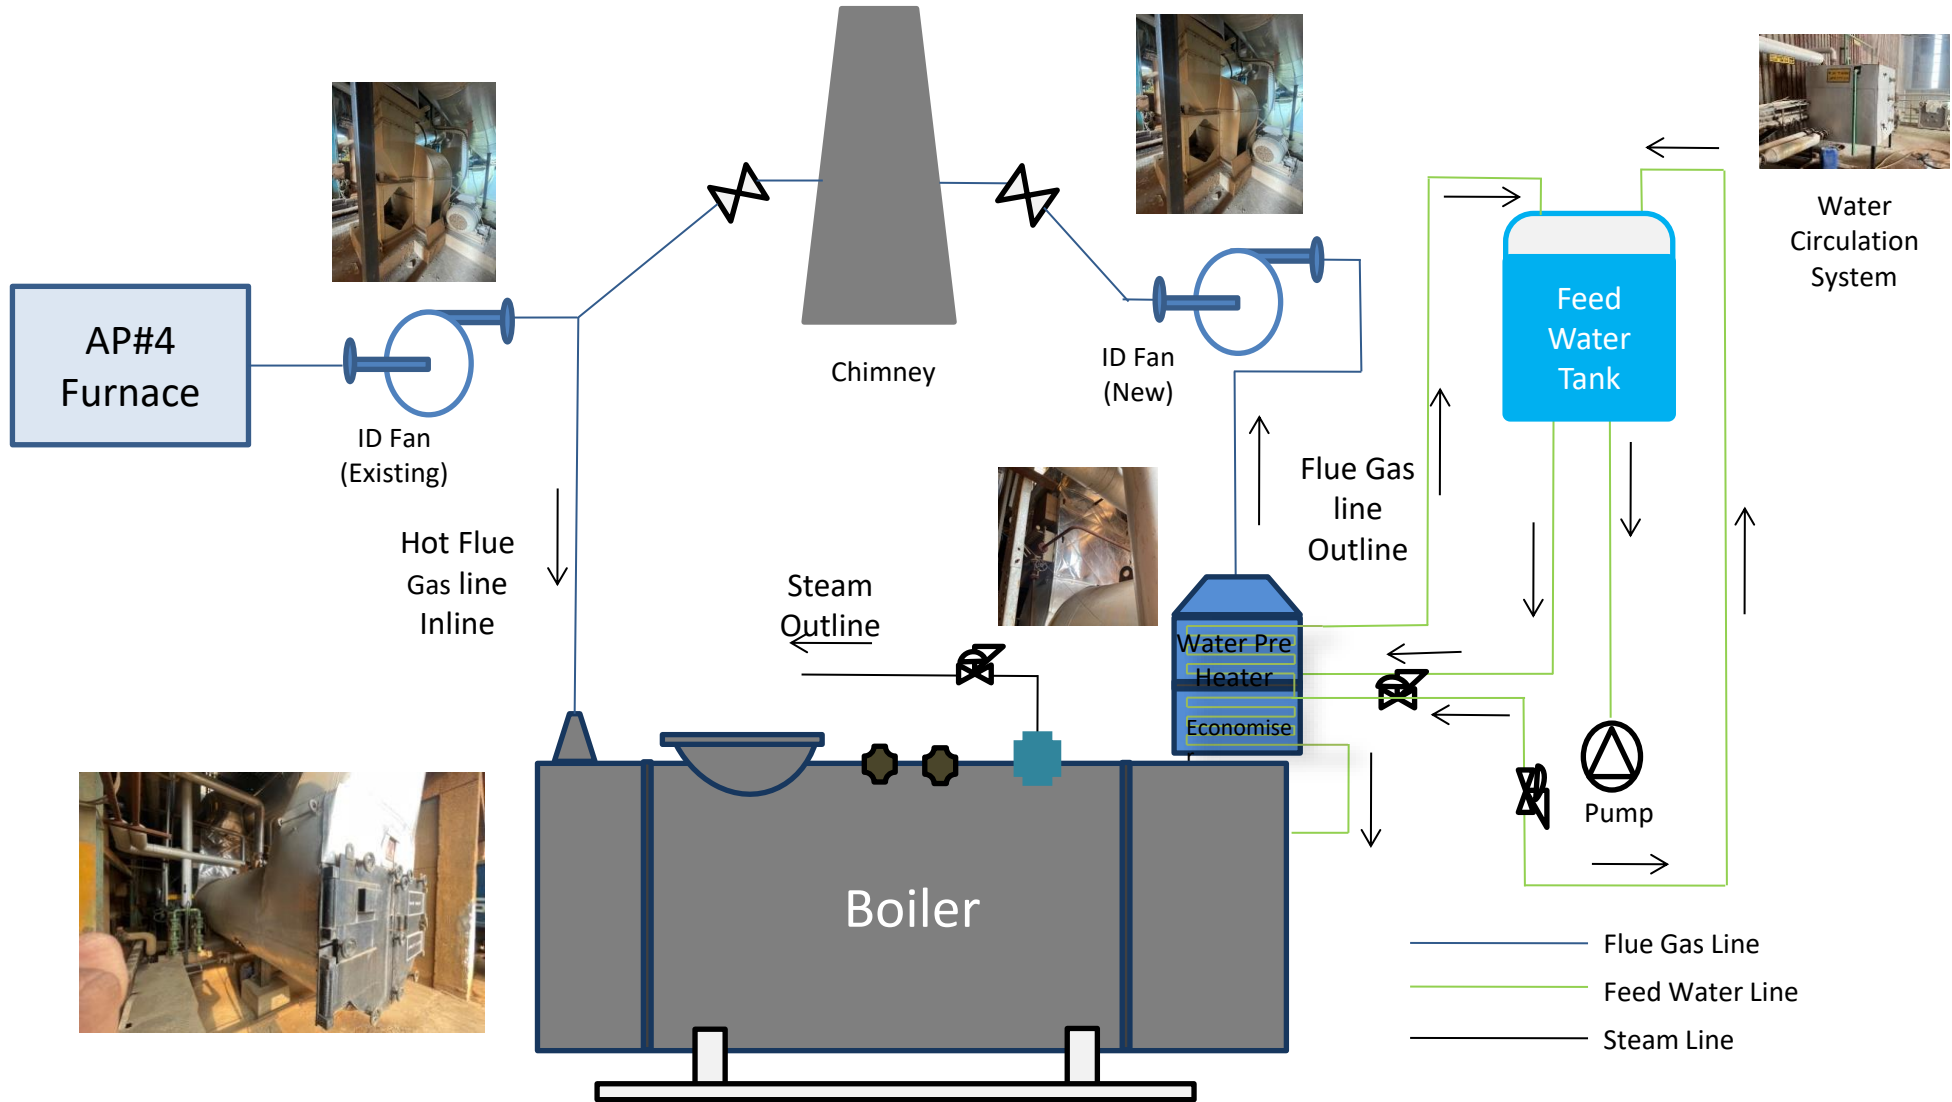 AP#4
Furnace
ID Fan
(Existing)
Hot Flue
Gas line
Inline
Chimney
ID Fan
(New)
Water
Circulation
System
Feed
Water
Tank
Flue Gas
line
Outline
Steam
Outline
Water Pre
Heater
Economise
r
Pump
Boiler
Flue Gas Line
Feed Water Line
Steam Line